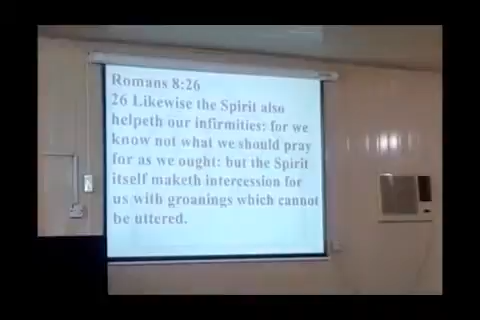 Romans 8:26
26 Likewise the Spirit also
helpeth our infirmities: for we
know not what we should pray
for as we ought: but the Spirit
itself maketh intercession for
us with groanings which cannot
be uttered.